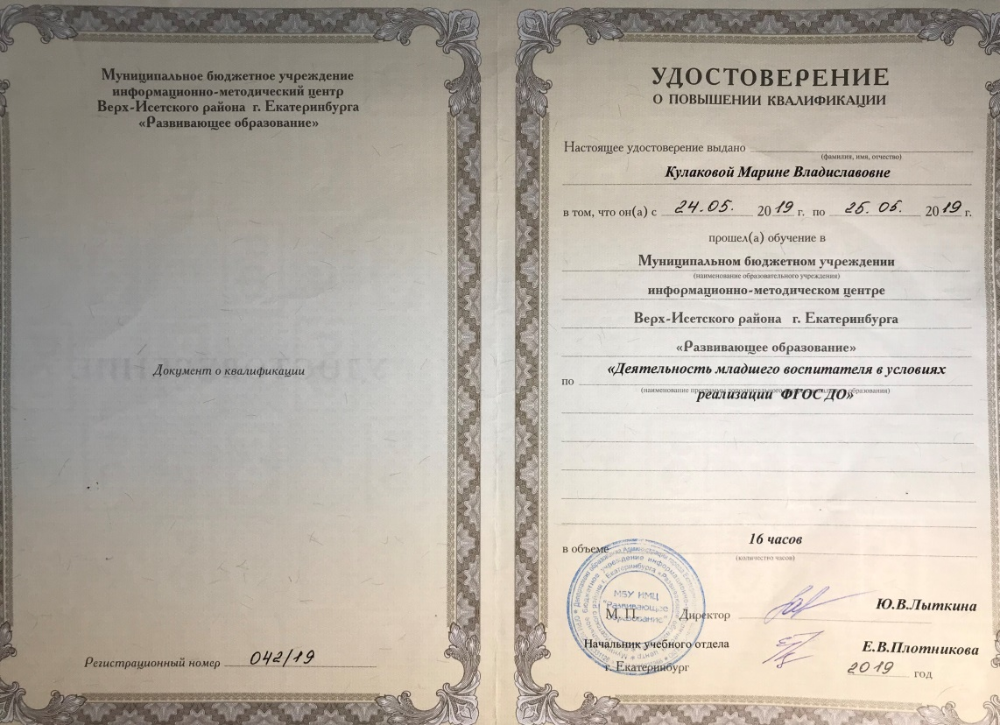 Муниципальное бюджетное учреждение
информационно-методический центр
Верх-Исетского района г. Екатеринбурга
«Развивающее образование»
Документ о квалификации
Регистрационный номер 042/19
УДОСТОВЕРЕНИЕ
О ПОВЫШЕНИИ КВАЛИФИКАЦИИ
Настоящее удостоверение выдано
(фамилия, имя, отчество)
Кулаковой Марине Владиславовне
в том, что он(а) с 24.05. 2019 г. по 25.05. 2019 г.
прошел(а) обучение в
Муниципальном бюджетном учреждении
(наименование образовательного учреждения)
информационно-методическом центре
Верх-Исетского района г. Екатеринбурга
«Развивающее образование»
по «Деятельность младшего воспитателя в условиях
(наименование программы дополнительного образования)
реализации ФГОС ДО»
в объеме 16 часов
(количество часов)
МБУ ИМЦ
"Развивающее
образование"
М. П. Директор Ю.В.Лыткина
Начальник учебного отдела Е.В.Плотникова
г. Екатеринбург 2019 год